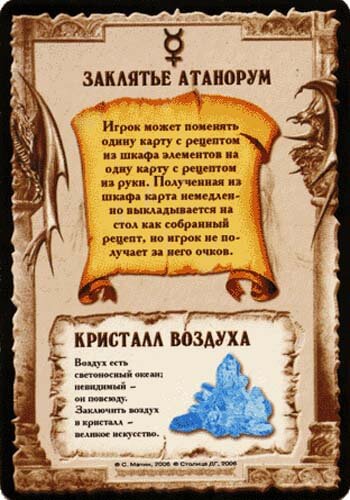 ЗАКЛЯТЬЕ АТАНОРУМ
Игрок может поменять
одину карту с рецептом
из шкафа элементов на
одну карту с рецептом
из руки. Полученная из
шкафа карта немедлен-
но выкладывается на
стол как собранный
рецепт, но игрок не по-
лучает за него очков.
КРИСТАЛЛ ВОЗДУХА
Воздух есть
светоносный океан;
невидимый –
он повсюду.
Заключить воздух
в кристалл –
великое искусство.
© С. Мачин, 2006 © Столица ДГ, 2006